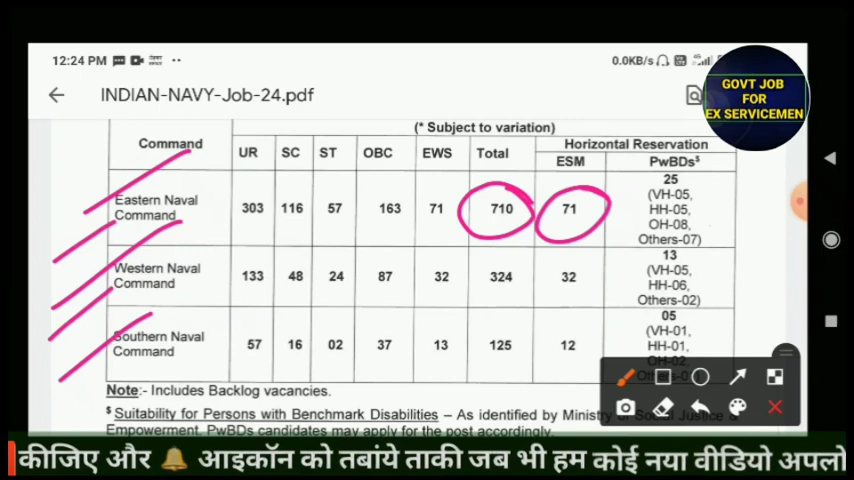 12:24 PM
0.0KB/s
INDIAN-NAVY-Job-24.pdf
GOVT JOB
FOR
EX SERVICEMEN
(* Subject to variation)
Command UR SC ST OBC EWS Total Horizontal Reservation
ESM PwBDs$
Eastern Naval Command 303 116 57 163 71 710 71 25
(VH-05,
HH-05,
OH-08,
Others-07)
Western Naval Command 133 48 24 87 32 324 32 13
(VH-05,
HH-06,
Others-02)
Southern Naval Command 57 16 02 37 13 125 12 05
(VH-01,
HH-01,
OH-02,
Note:- Includes Backlog vacancies.
$ Suitability for Persons with Benchmark Disabilities – As identified by Ministry of Social Justice &
Empowerment. PwBDs candidates may apply for the post accordingly.
कीजिए और 🔔 आइकॉन को तबांये ताकी जब भी हम कोई नया वीडियो अपलो